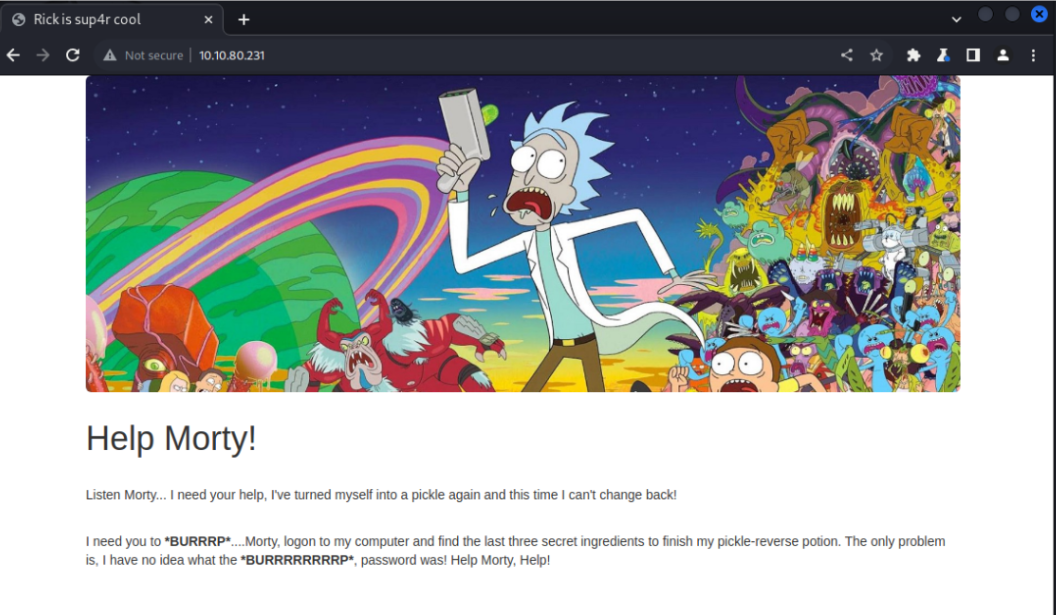 Rick is sup4r cool
Not secure
10.10.80.231
Help Morty!
Listen Morty... I need your help, I've turned myself into a pickle again and this time I can't change back!
I need you to *BURRRP*....Morty, logon to my computer and find the last three secret ingredients to finish my pickle-reverse potion. The only problem
is, I have no idea what the *BURRRRRRRRP*, password was! Help Morty, Help!